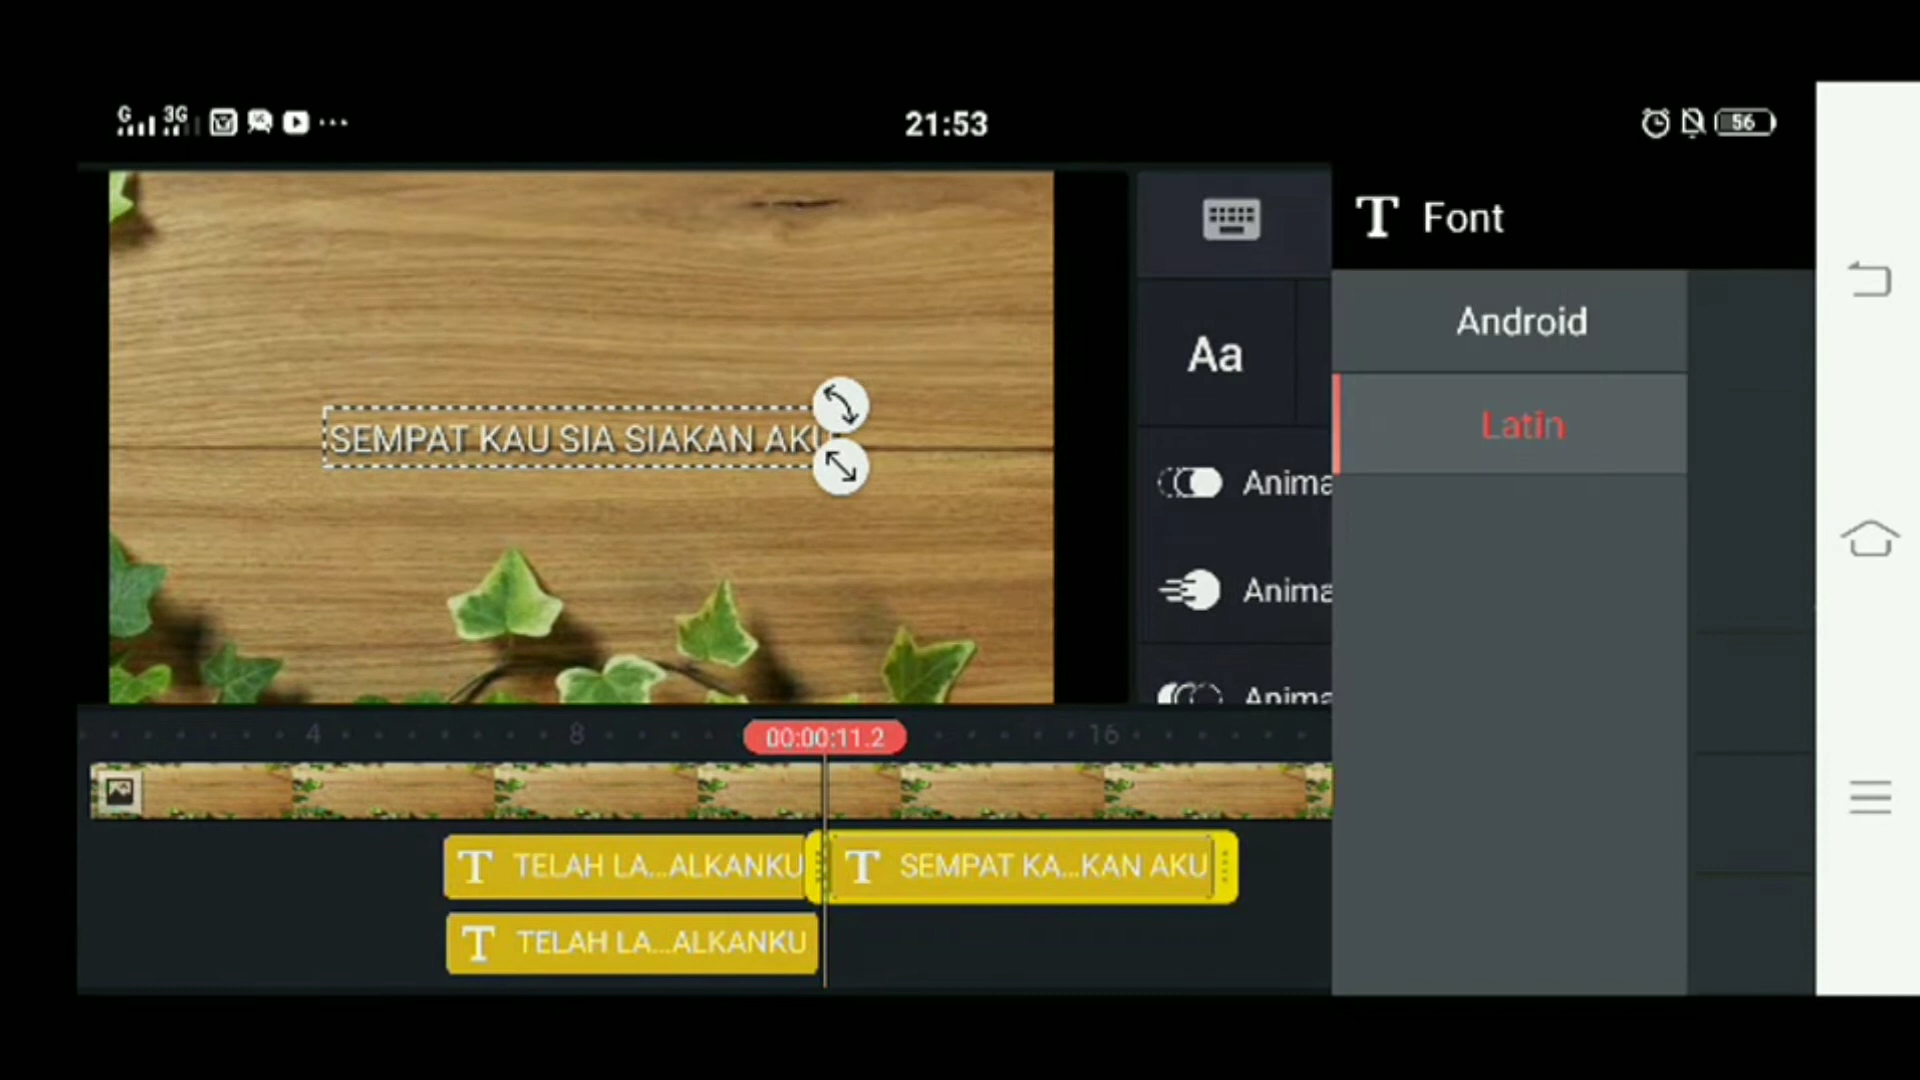 G 3G
21:53
56
Font
Android
Latin
Aa
SEMPAT KAU SIA SIAKAN AKU
Anima
Anima
Anima
4
8
00:00:11.2
16
TELAH LA...ALKANKU
SEMPAT KA...KAN AKU
TELAH LA...ALKANKU